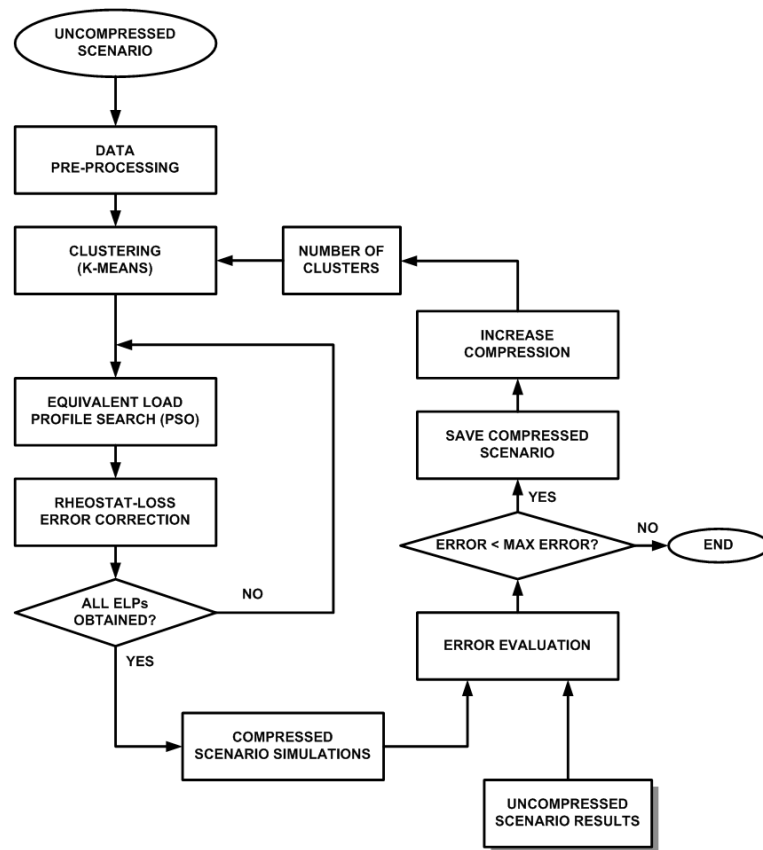 UNCOMPRESSED
SCENARIO
DATA
PRE-PROCESSING
CLUSTERING
(K-MEANS)
NUMBER OF
CLUSTERS
INCREASE
COMPRESSION
EQUIVALENT LOAD
PROFILE SEARCH (PSO)
SAVE COMPRESSED
SCENARIO
RHEOSTAT-LOSS
ERROR CORRECTION
YES
ERROR < MAX ERROR?
NO
END
ALL ELPs
OBTAINED?
NO
YES
ERROR EVALUATION
COMPRESSED
SCENARIO SIMULATIONS
UNCOMPRESSED
SCENARIO RESULTS